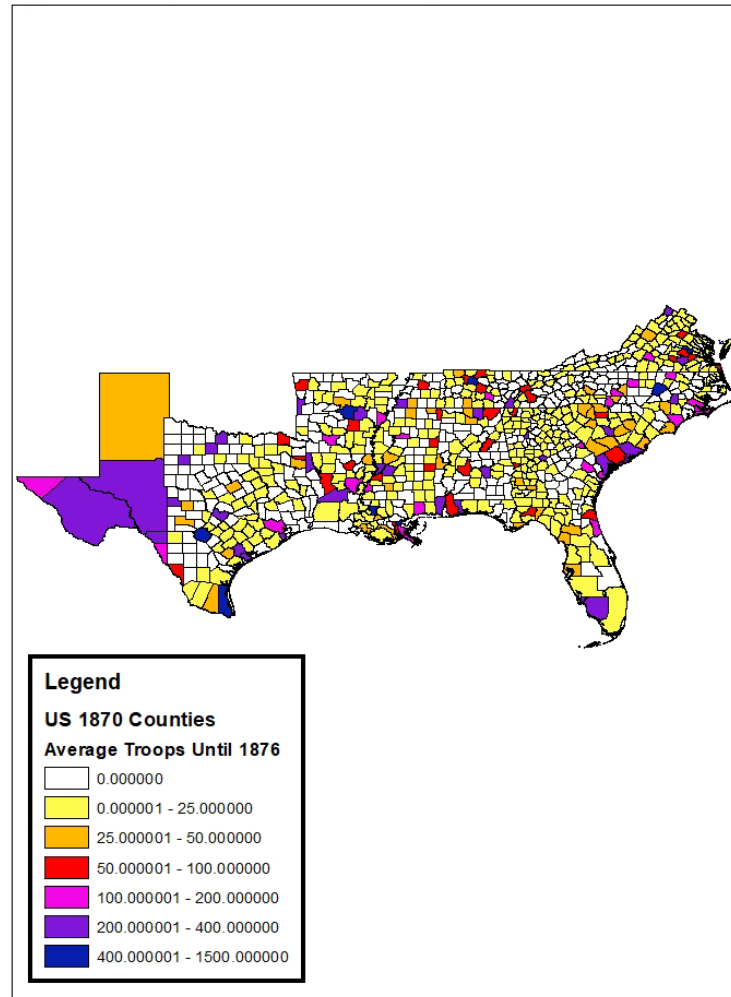 Legend
US 1870 Counties
Average Troops Until 1876
0.000000
0.000001 - 25.000000
25.000001 - 50.000000
50.000001 - 100.000000
100.000001 - 200.000000
200.000001 - 400.000000
400.000001 - 1500.000000